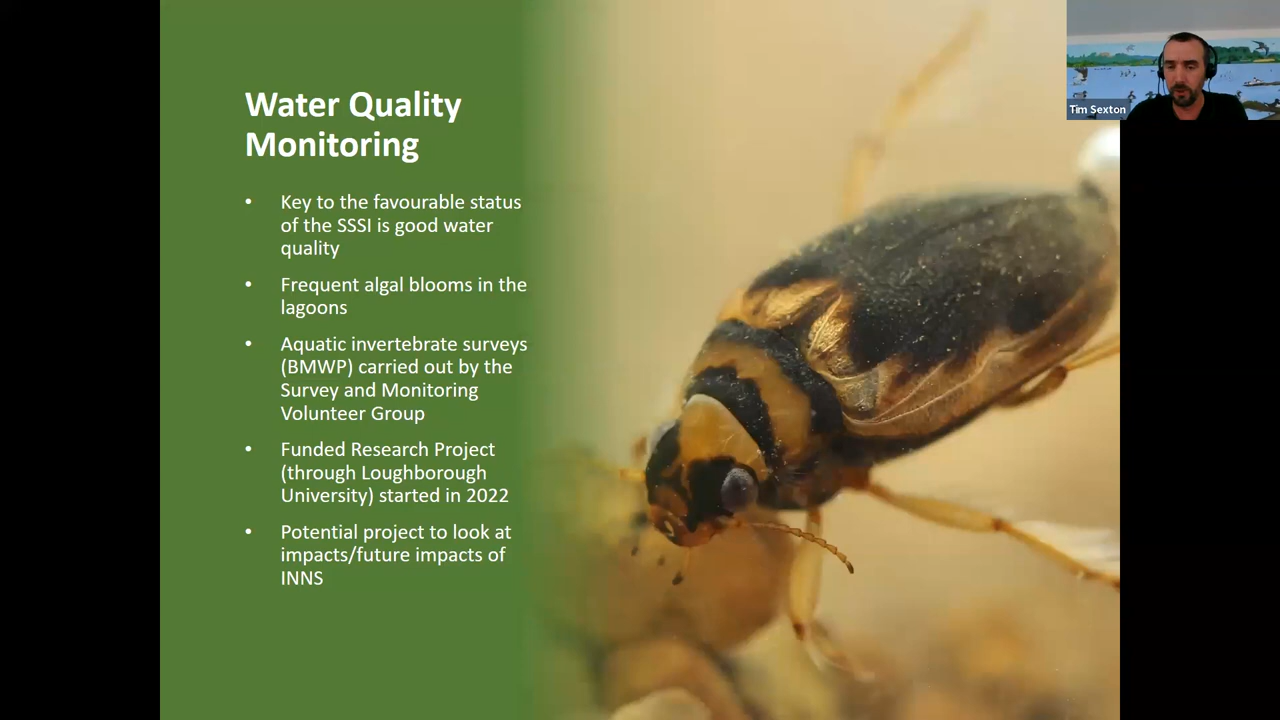 Water Quality
Monitoring
• Key to the favourable status
of the SSSI is good water
quality
• Frequent algal blooms in the
lagoons
• Aquatic invertebrate surveys
(BMWP) carried out by the
Survey and Monitoring
Volunteer Group
• Funded Research Project
(through Loughborough
University) started in 2022
• Potential project to look at
impacts/future impacts of
INNS
Tim Sexton